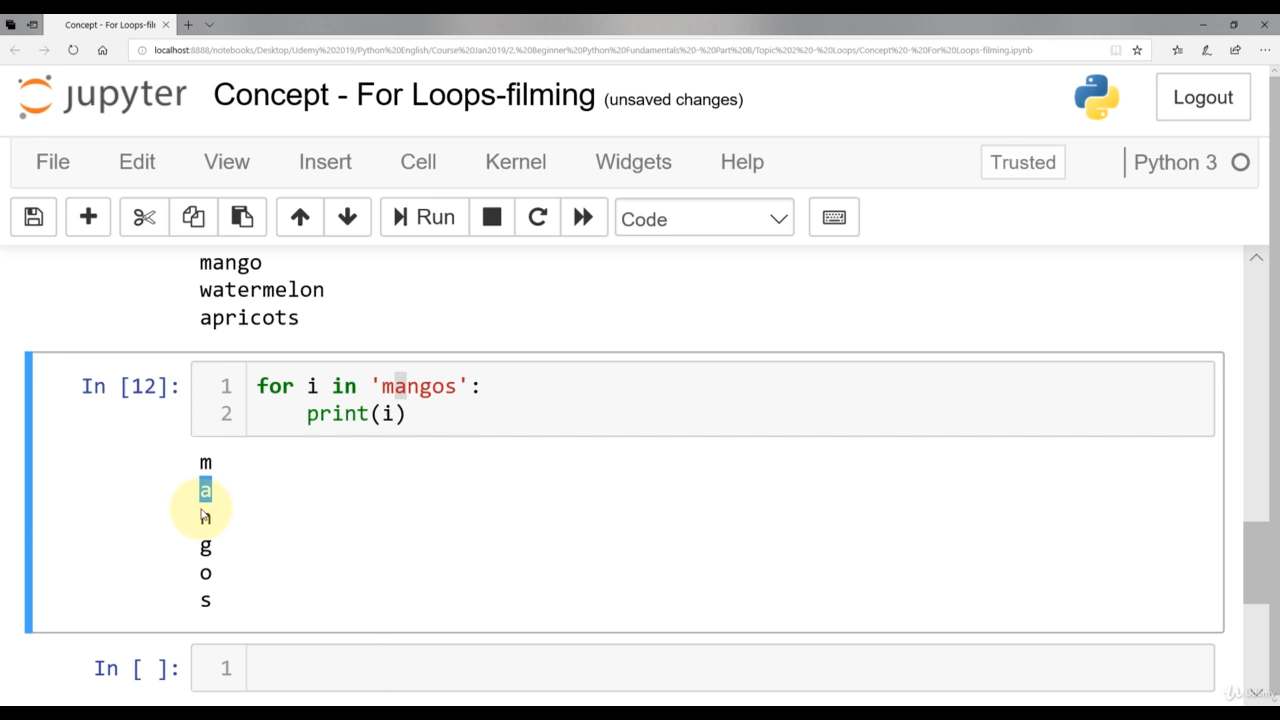 Concept - For Loops-fili
localhost:8888/notebooks/Desktop/Udemy%202019/Python%20English/Course%20Jan2019/2.%20Beginner%20Python%20Fundamentals%20-%20Part%20B/Topic%202%20-%20Loops/Concept%20-%20For%20Loops-filming.ipynb
jupyter Concept - For Loops-filming (unsaved changes) Logout
File Edit View Insert Cell Kernel Widgets Help Trusted Python 3
Run Code
mango
watermelon
apricots
In [12]: 1 for i in 'mangos':
2 print(i)
m
a
n
g
o
s
In [ ]: 1
Udemy